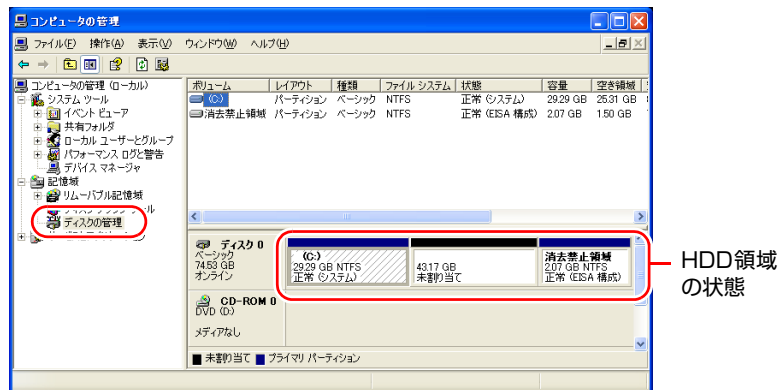 コンピュータの管理
ファイル(F) 操作(A) 表示(V) ウィンドウ(W) ヘルプ(H)
コンピュータの管理 (ローカル)
システム ツール
イベント ビューア
共有フォルダ
ローカル ユーザーとグループ
パフォーマンス ログと警告
デバイス マネージャ
記憶域
リムーバブル記憶域
ディスクの管理
ボリューム レイアウト 種類 ファイル システム 状態 容量 空き領域
(C:) パーティション ベーシック NTFS 正常 (システム) 29.29 GB 25.31 GB
消去禁止領域 パーティション ベーシック NTFS 正常 (EISA 構成) 2.07 GB 1.50 GB
ディスク 0
ベーシック
74.53 GB
オンライン
(C:)
29.29 GB NTFS
正常 (システム)
43.17 GB
未割り当て
消去禁止領域
2.07 GB NTFS
正常 (EISA 構成)
CD-ROM 0
DVD (D:)
メディアなし
未割り当て プライマリ パーティション
HDD領域
の状態